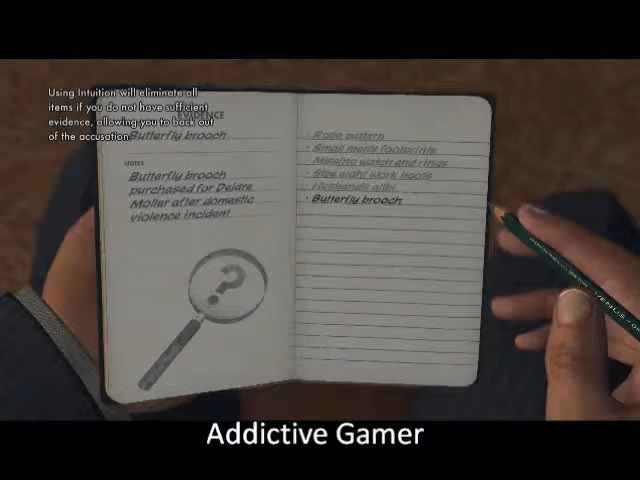 Using Intuition will eliminate all
items if you do not have sufficient
evidence, allowing you to back out
of the accusation.
EVIDENCE
Butterfly brooch
NOTES
Butterfly brooch
purchased for Deidre
Moller after domestic
violence incident
?
· Rope pattern
· Small men's footprints
· Missing watch and rings
· Size eight work boots
· Husband's alibi
· Butterfly brooch
VENUS
Addictive Gamer